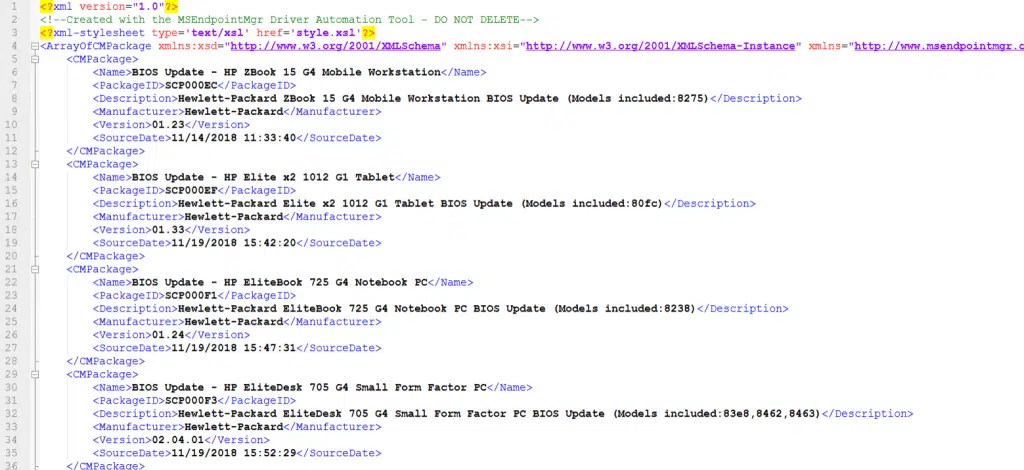 1 <?xml version="1.0"?>
2 <!--Created with the MSEndpointMgr Driver Automation Tool - DO NOT DELETE-->
3 <?xml-stylesheet type='text/xsl' href='style.xsl'?>
4 <ArrayOfCMPackage xmlns:xsd="http://www.w3.org/2001/XMLSchema" xmlns:xsi="http://www.w3.org/2001/XMLSchema-Instance" xmlns="http://www.msendpointmgr.c
5 <CMPackage>
6 <Name>BIOS Update - HP ZBook 15 G4 Mobile Workstation</Name>
7 <PackageID>SCP000EC</PackageID>
8 <Description>Hewlett-Packard ZBook 15 G4 Mobile Workstation BIOS Update (Models included:8275)</Description>
9 <Manufacturer>Hewlett-Packard</Manufacturer>
10 <Version>01.23</Version>
11 <SourceDate>11/14/2018 11:33:40</SourceDate>
12 </CMPackage>
13 <CMPackage>
14 <Name>BIOS Update - HP Elite x2 1012 G1 Tablet</Name>
15 <PackageID>SCP000EF</PackageID>
16 <Description>Hewlett-Packard Elite x2 1012 G1 Tablet BIOS Update (Models included:80fc)</Description>
17 <Manufacturer>Hewlett-Packard</Manufacturer>
18 <Version>01.33</Version>
19 <SourceDate>11/19/2018 15:42:20</SourceDate>
20 </CMPackage>
21 <CMPackage>
22 <Name>BIOS Update - HP EliteBook 725 G4 Notebook PC</Name>
23 <PackageID>SCP000F1</PackageID>
24 <Description>Hewlett-Packard EliteBook 725 G4 Notebook PC BIOS Update (Models included:8238)</Description>
25 <Manufacturer>Hewlett-Packard</Manufacturer>
26 <Version>01.24</Version>
27 <SourceDate>11/19/2018 15:47:31</SourceDate>
28 </CMPackage>
29 <CMPackage>
30 <Name>BIOS Update - HP EliteDesk 705 G4 Small Form Factor PC</Name>
31 <PackageID>SCP000F3</PackageID>
32 <Description>Hewlett-Packard EliteDesk 705 G4 Small Form Factor PC BIOS Update (Models included:83e8,8462,8463)</Description>
33 <Manufacturer>Hewlett-Packard</Manufacturer>
34 <Version>02.04.01</Version>
35 <SourceDate>11/19/2018 15:52:29</SourceDate>
36 </CMPackage>